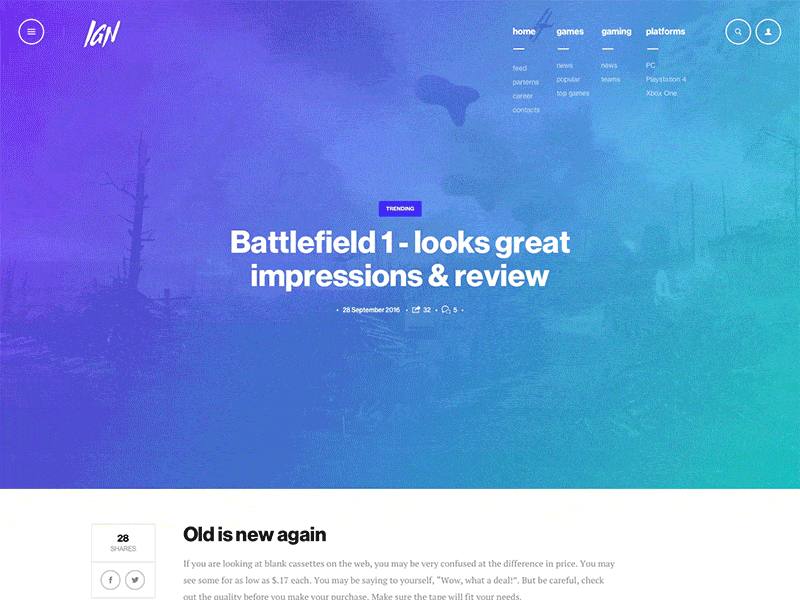 IGN
home games gaming platforms
feed news news PC
parterns popular teams Playstation 4
career top games Xbox One
contacts
TRENDING
Battlefield 1 - looks great
impressions & review
• 28 September 2016 • 32 • 5 •
28
SHARES
Old is new again
If you are looking at blank cassettes on the web, you may be very confused at the difference in price. You may
see some for as low as $.17 each. You may be saying to yourself, “Wow, what a deal!”. But be careful, check
out the quality before you make your purchase. Make sure the tape will fit your needs.